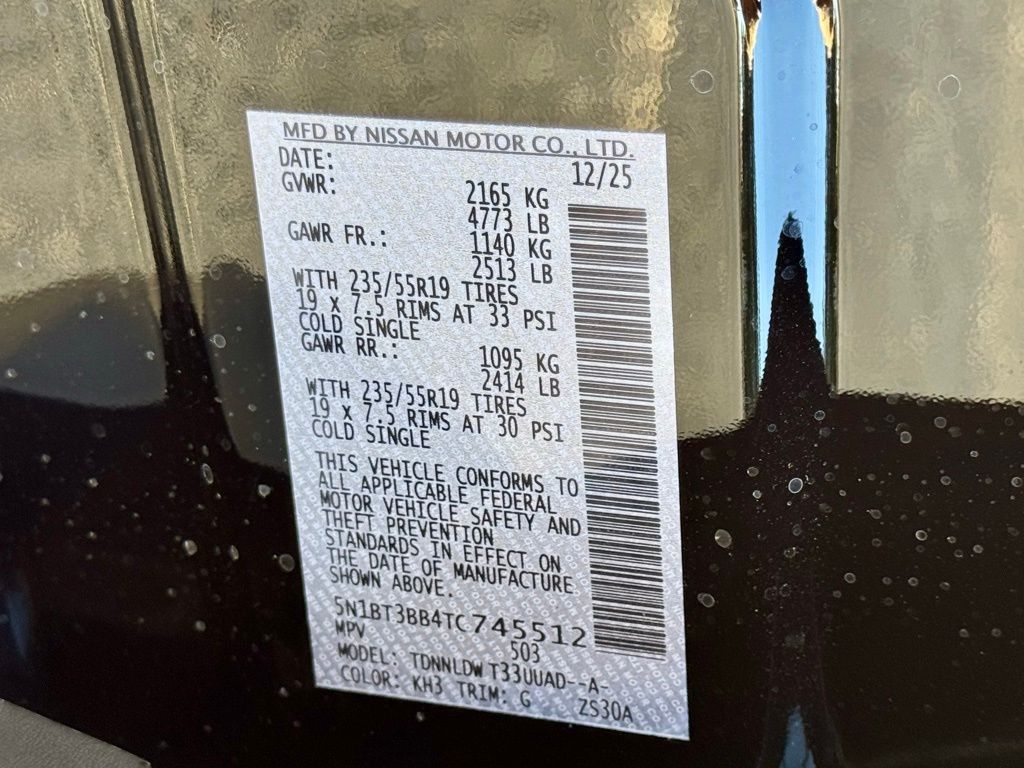 MFD BY NISSAN MOTOR CO., LTD.
DATE: 12/25
GVWR: 2165 KG
4773 LB
GAWR FR.: 1140 KG
2513 LB
WITH 235/55R19 TIRES
19 X 7.5 RIMS AT 33 PSI
COLD SINGLE
GAWR RR.: 1095 KG
2414 LB
WITH 235/55R19 TIRES
19 X 7.5 RIMS AT 30 PSI
COLD SINGLE
THIS VEHICLE CONFORMS TO
ALL APPLICABLE FEDERAL
MOTOR VEHICLE SAFETY AND
THEFT PREVENTION
STANDARDS IN EFFECT ON
THE DATE OF MANUFACTURE
SHOWN ABOVE.
5N1BT3BB4TC745512
MPV 503
MODEL: TDNNLDW T33UUAD--A-
COLOR: KH3 TRIM: G ZS30A